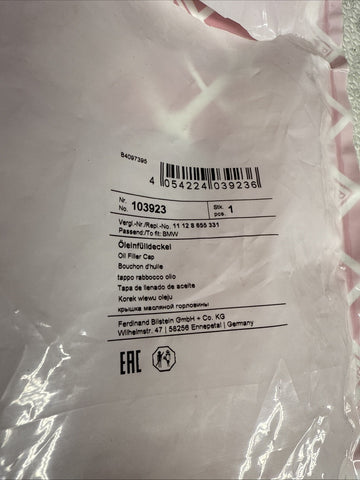 B4097395
4 054224 039236
Nr.
No. 103923 Stk. pcs. 1
Vergl.-Nr./Repl.-No. 11 12 8 655 331
Passend./To fit: BMW
Öleinfülldeckel
Oil Filler Cap
Bouchon d'huile
tappo rabbocco olio
Tapa de llenado de aceite
Korek wlewu oleju
крышка масляной горловины
Ferdinand Bilstein GmbH + Co. KG
Wilhelmstr. 47 | 58256 Ennepetal | Germany
EAC